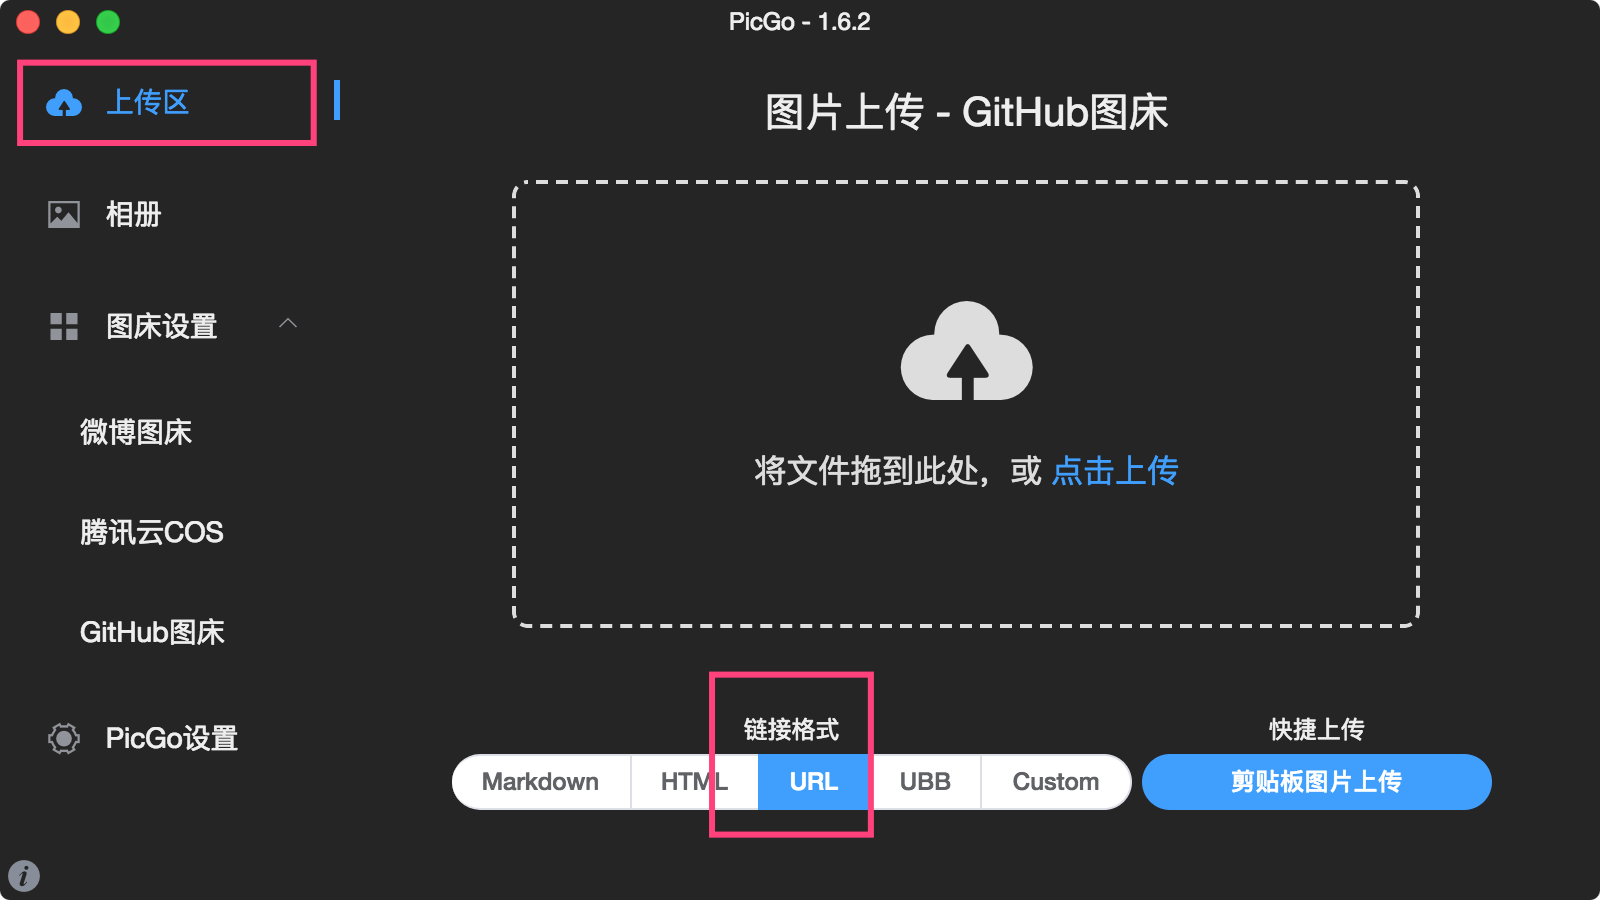 PicGo - 1.6.2
上传区
相册
图床设置
微博图床
腾讯云COS
GitHub图床
PicGo设置
图片上传 - GitHub图床
将文件拖到此处，或 点击上传
链接格式
Markdown HTML URL UBB Custom
快捷上传
剪贴板图片上传
i